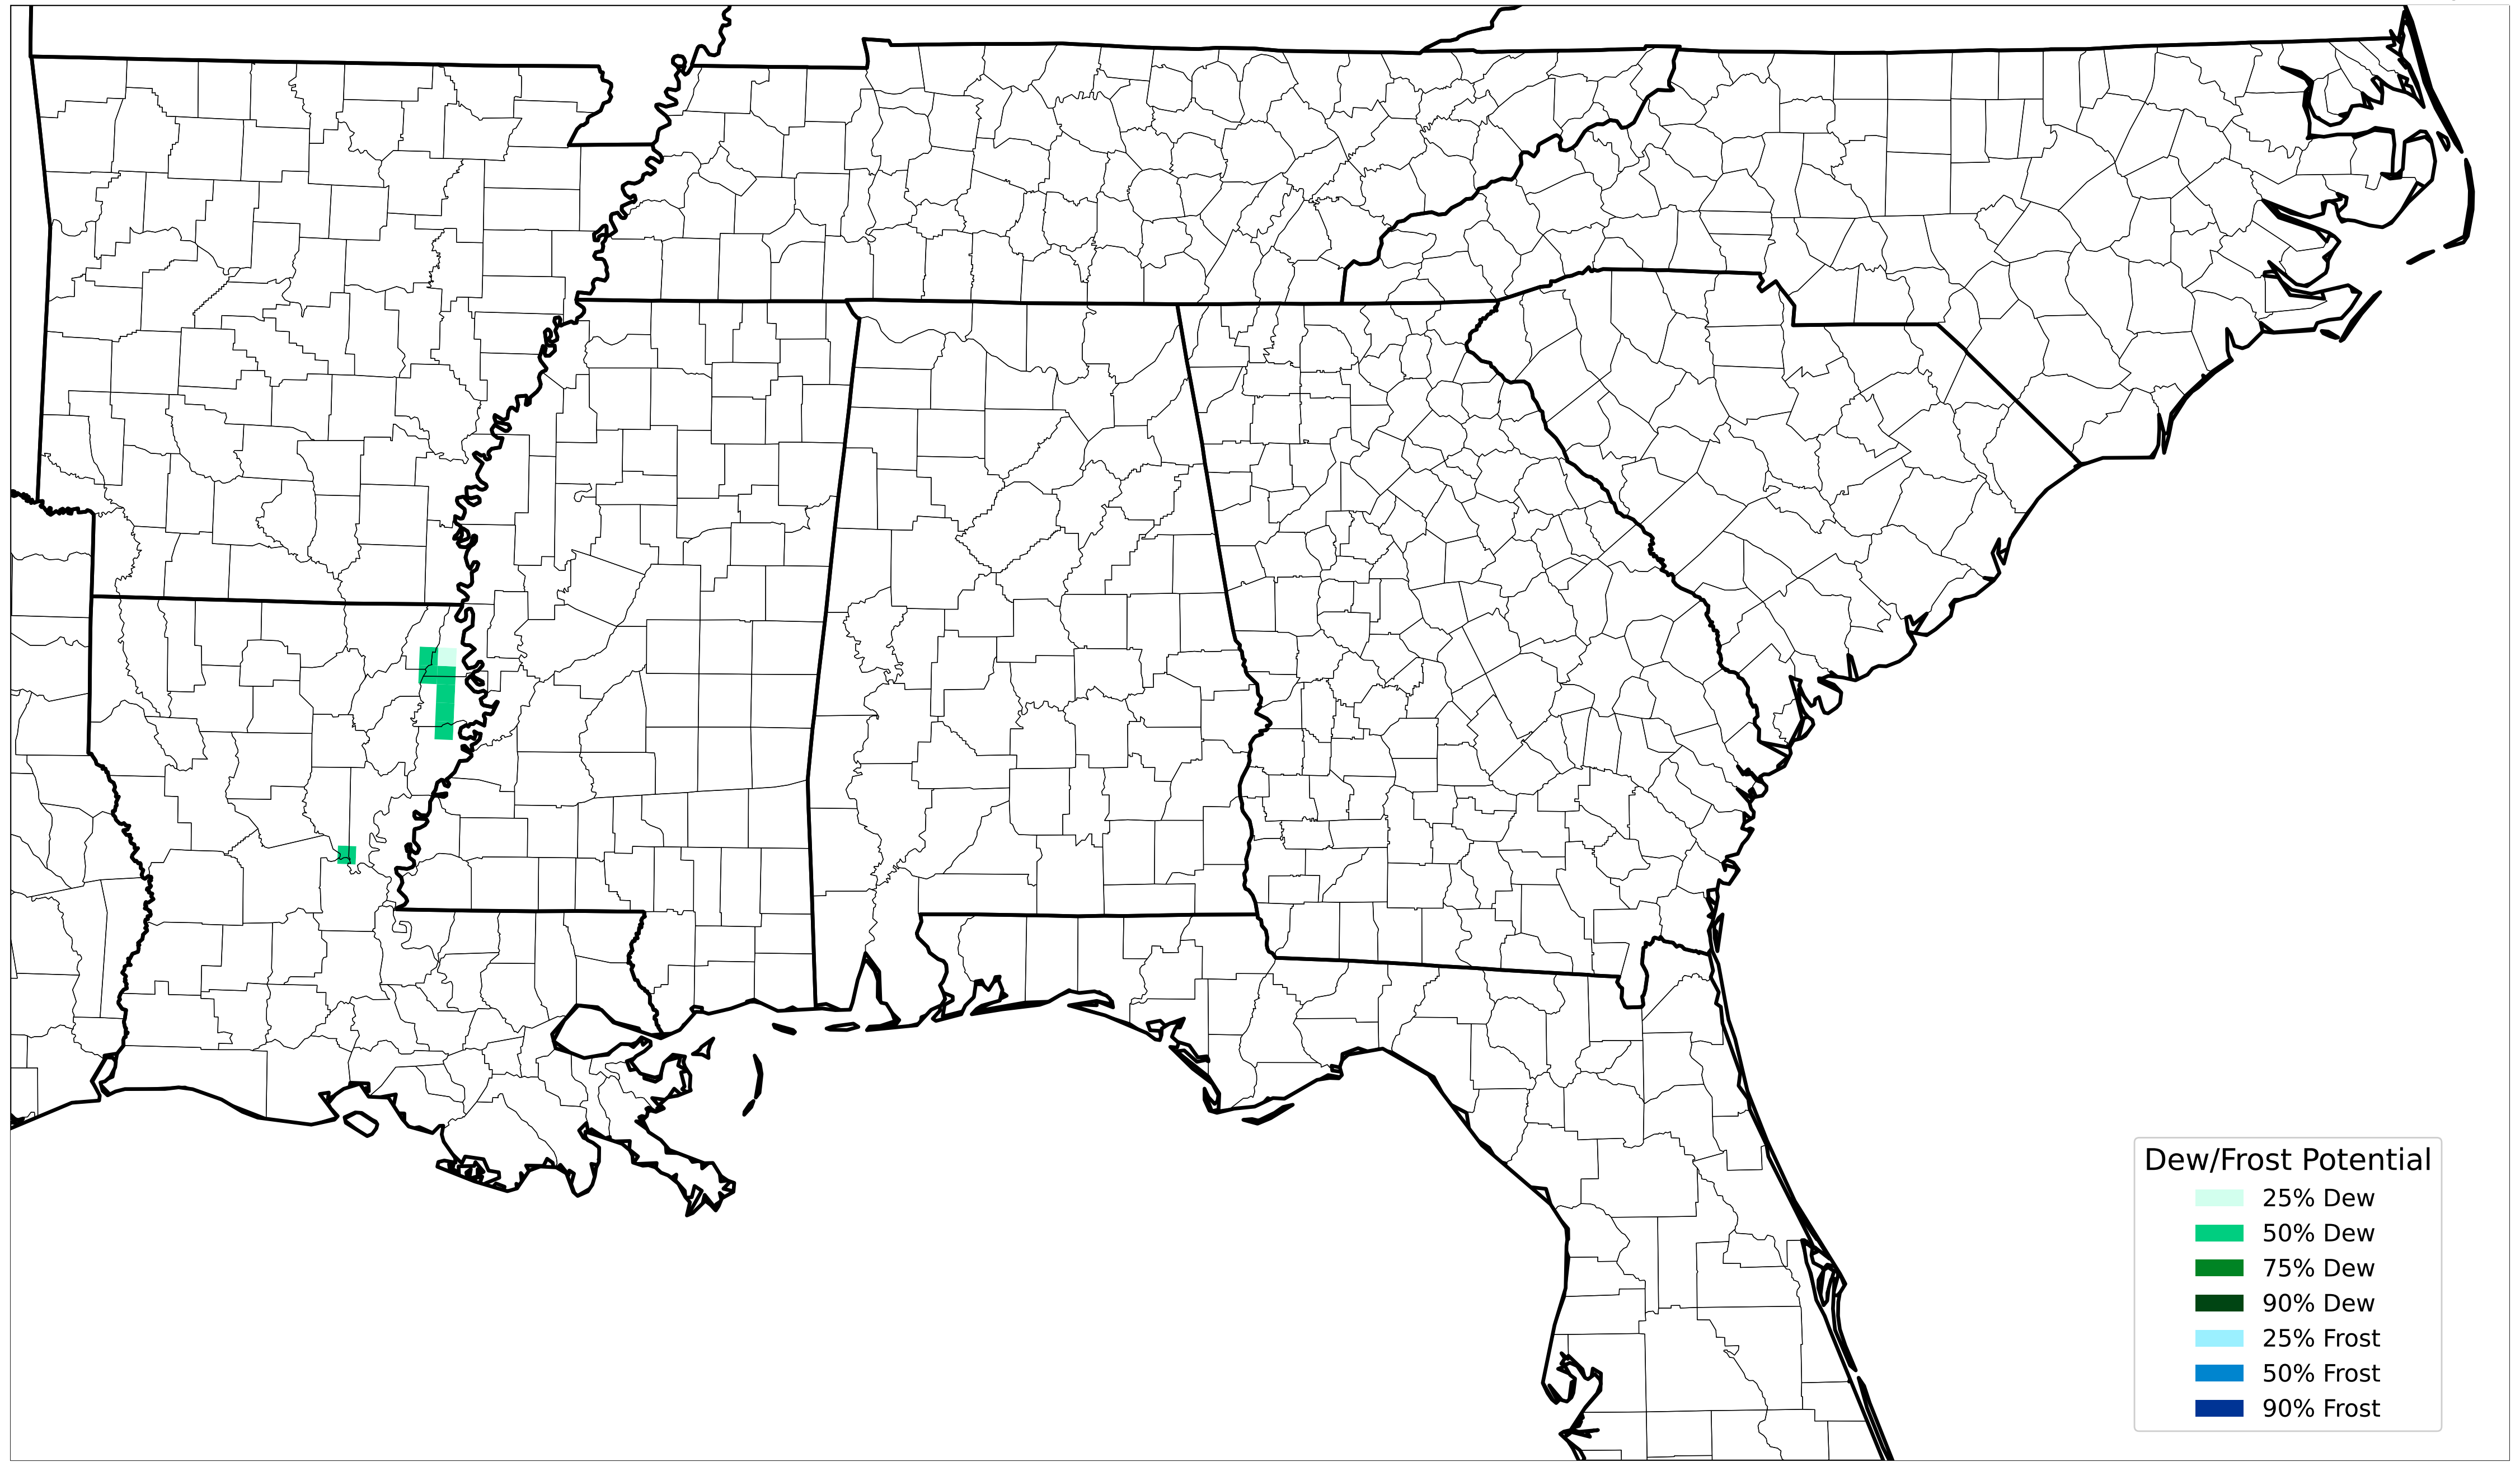 Dew/Frost Potential
25% Dew
50% Dew
75% Dew
90% Dew
25% Frost
50% Frost
90% Frost